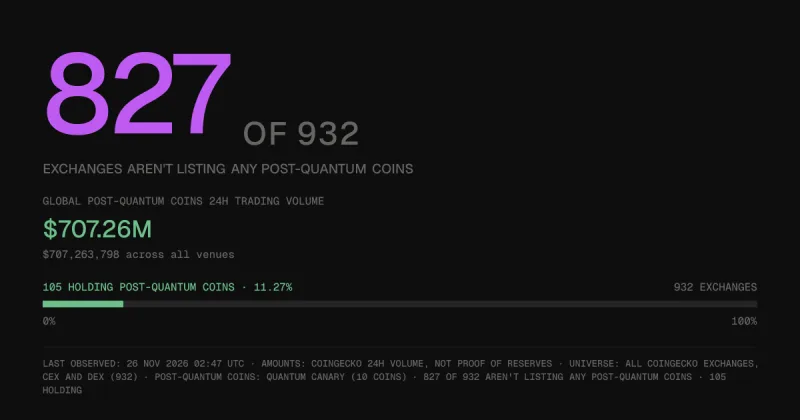 827 OF 932
EXCHANGES AREN'T LISTING ANY POST-QUANTUM COINS
GLOBAL POST-QUANTUM COINS 24H TRADING VOLUME
$707.26M
$707,263,798 across all venues
105 HOLDING POST-QUANTUM COINS · 11.27% 932 EXCHANGES
0% 100%
LAST OBSERVED: 26 NOV 2026 02:47 UTC · AMOUNTS: COINGECKO 24H VOLUME, NOT PROOF OF RESERVES · UNIVERSE: ALL COINGECKO EXCHANGES,
CEX AND DEX (932) · POST-QUANTUM COINS: QUANTUM CANARY (10 COINS) · 827 OF 932 AREN'T LISTING ANY POST-QUANTUM COINS · 105
HOLDING